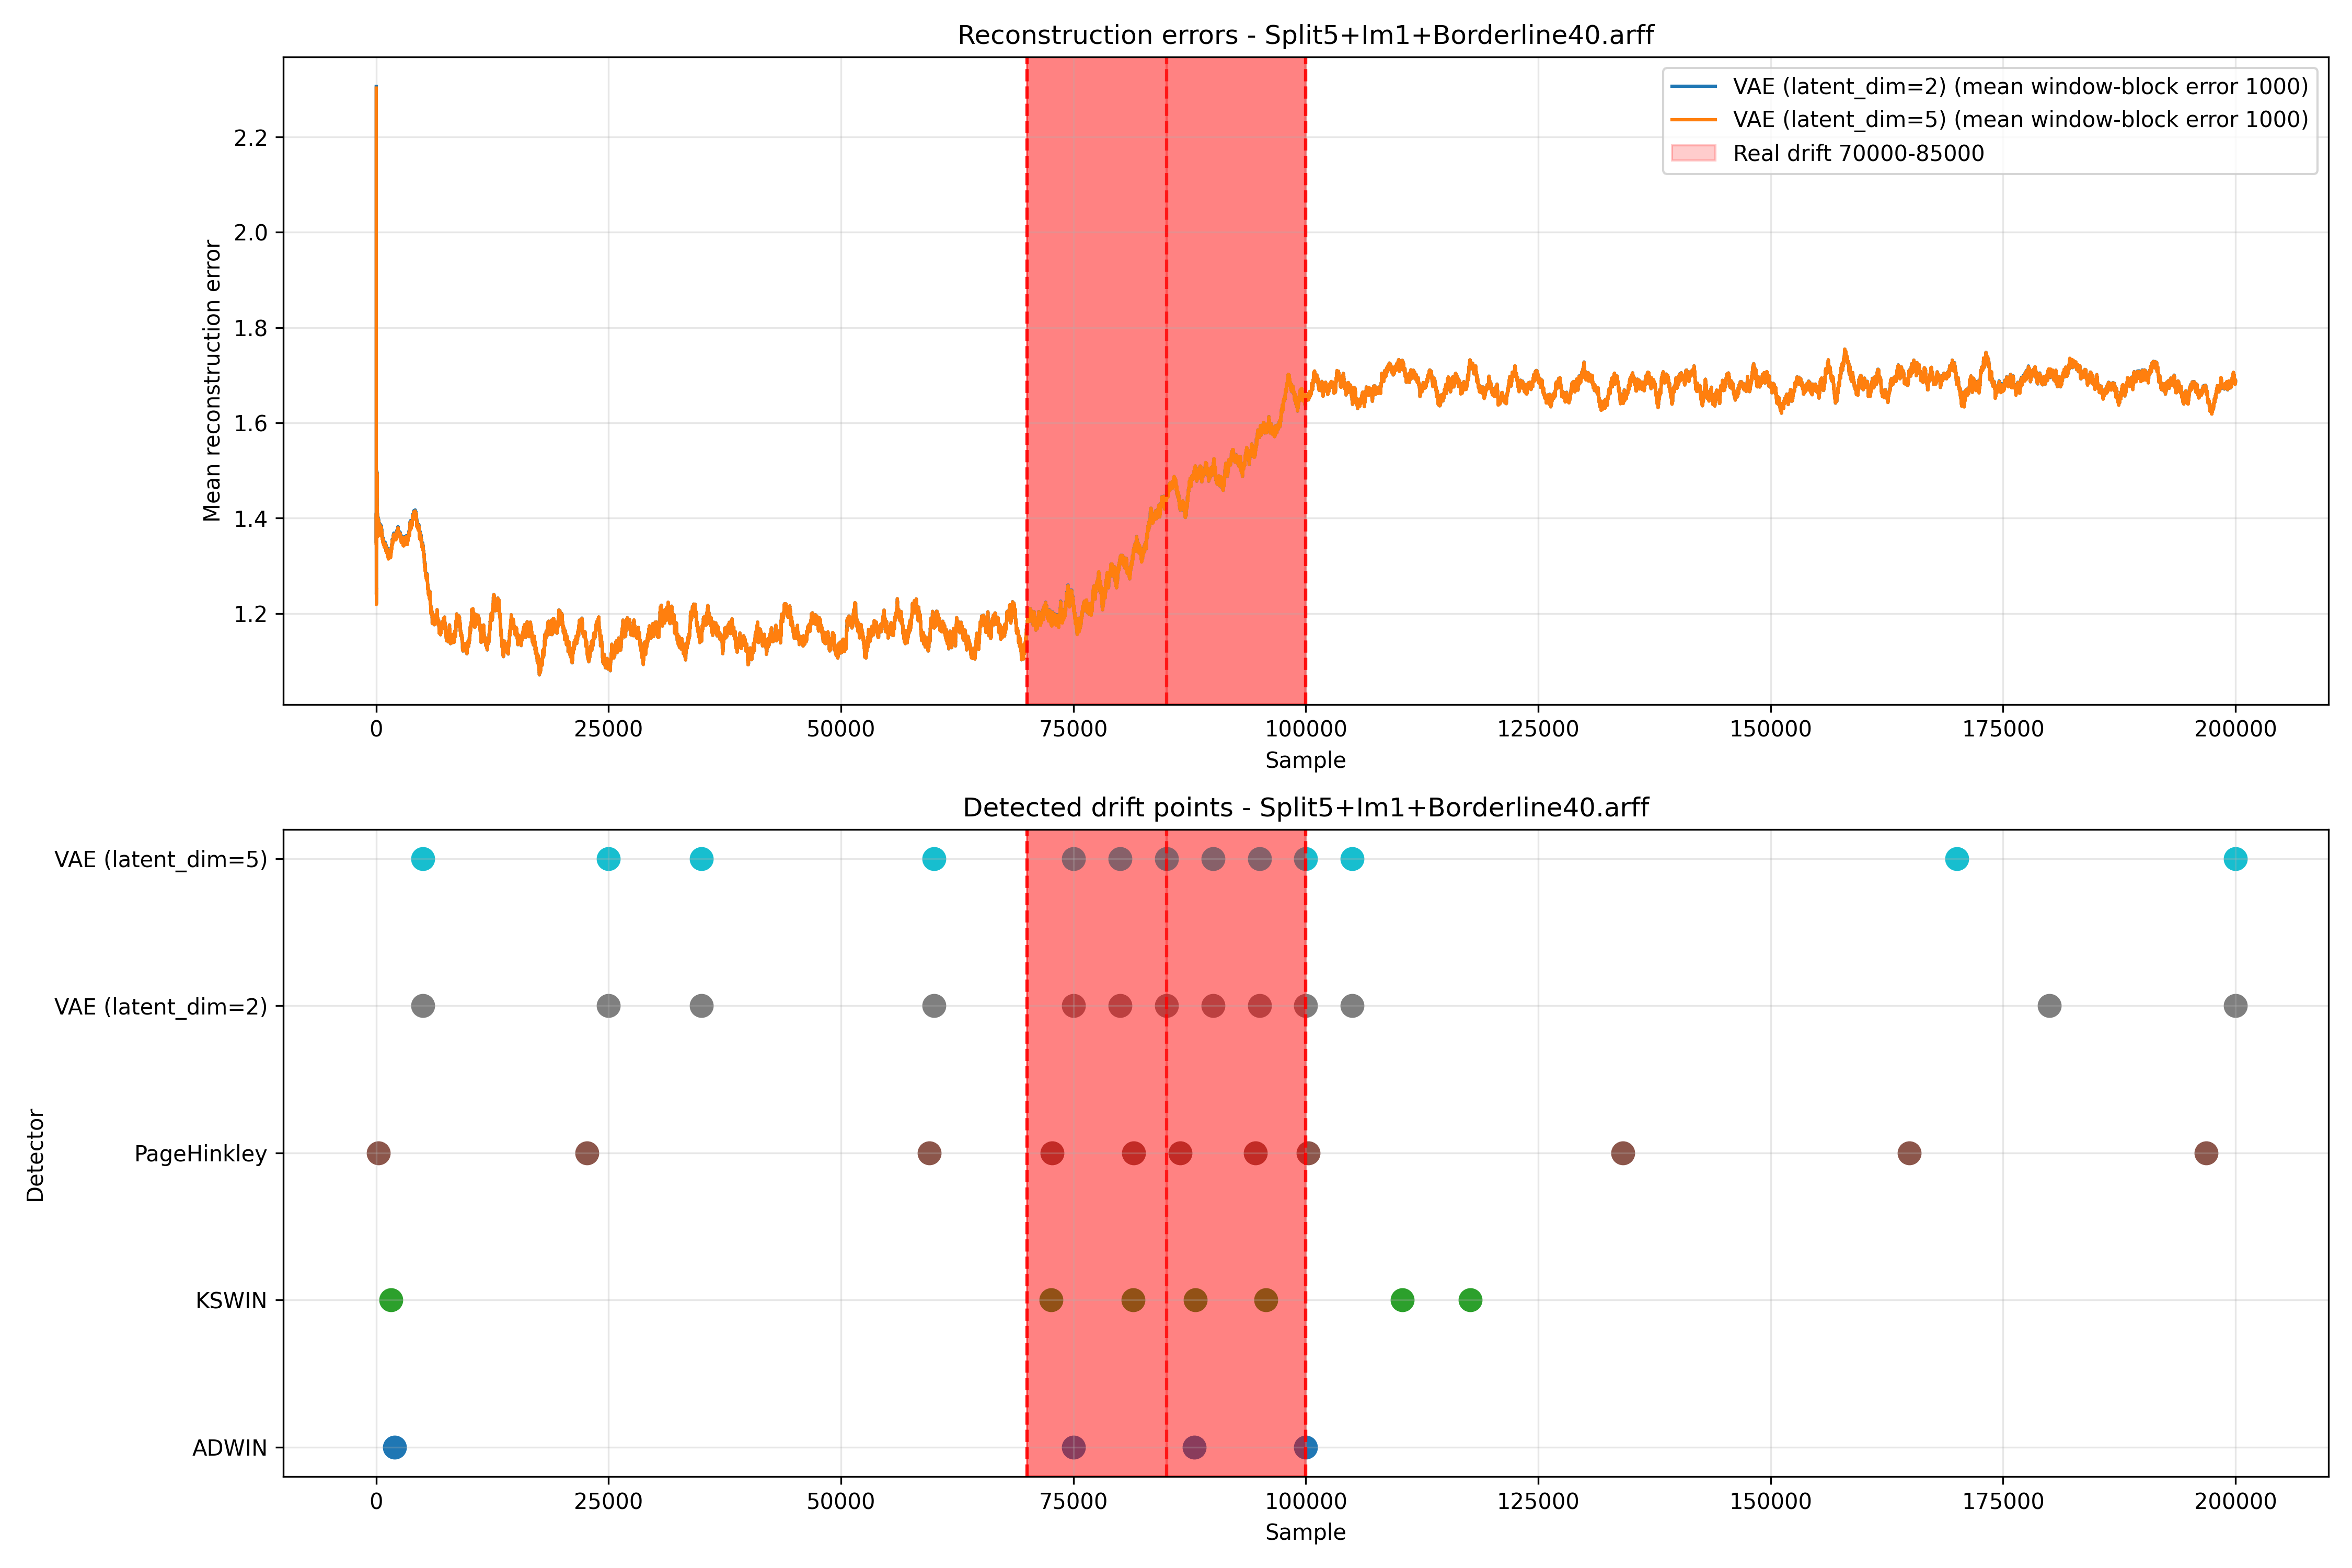 Reconstruction errors - Split5+Im1+Borderline40.arff
VAE (latent_dim=2) (mean window-block error 1000)
VAE (latent_dim=5) (mean window-block error 1000)
Real drift 70000-85000
Mean reconstruction error
2.2
2.0
1.8
1.6
1.4
1.2
0 25000 50000 75000 100000 125000 150000 175000 200000
Sample
Detected drift points - Split5+Im1+Borderline40.arff
Detector
VAE (latent_dim=5)
VAE (latent_dim=2)
PageHinkley
KSWIN
ADWIN
0 25000 50000 75000 100000 125000 150000 175000 200000
Sample